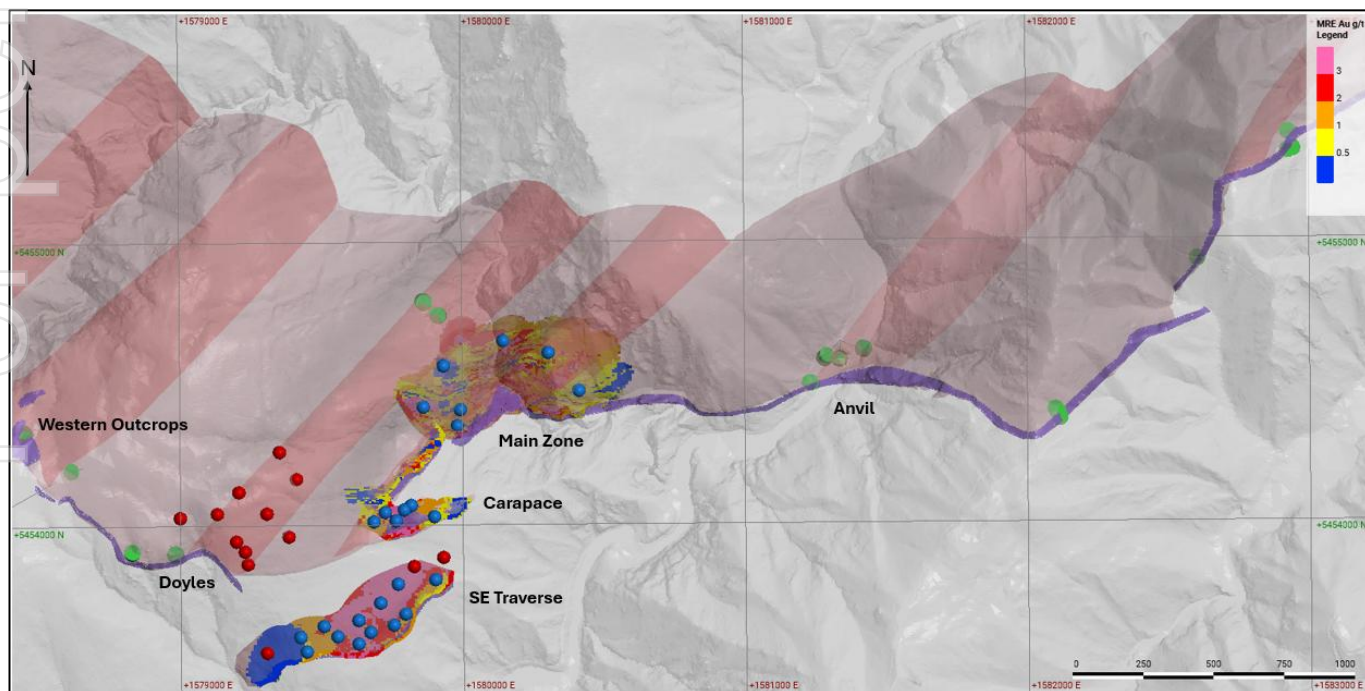 +1579000 E
+1580000 E
+1581000 E
+1582000 E
MRE Au g/t
Legend
3
2
1
0.5
N
+5455000 N
+5455000 N
Western Outcrops
Anvil
Main Zone
Carapace
+5454000 N
+5454000 N
Doyles
SE Traverse
0 250 500 750 1000
+1579000 E
+1580000 E
+1581000 E
+1582000 E
+1583000 E